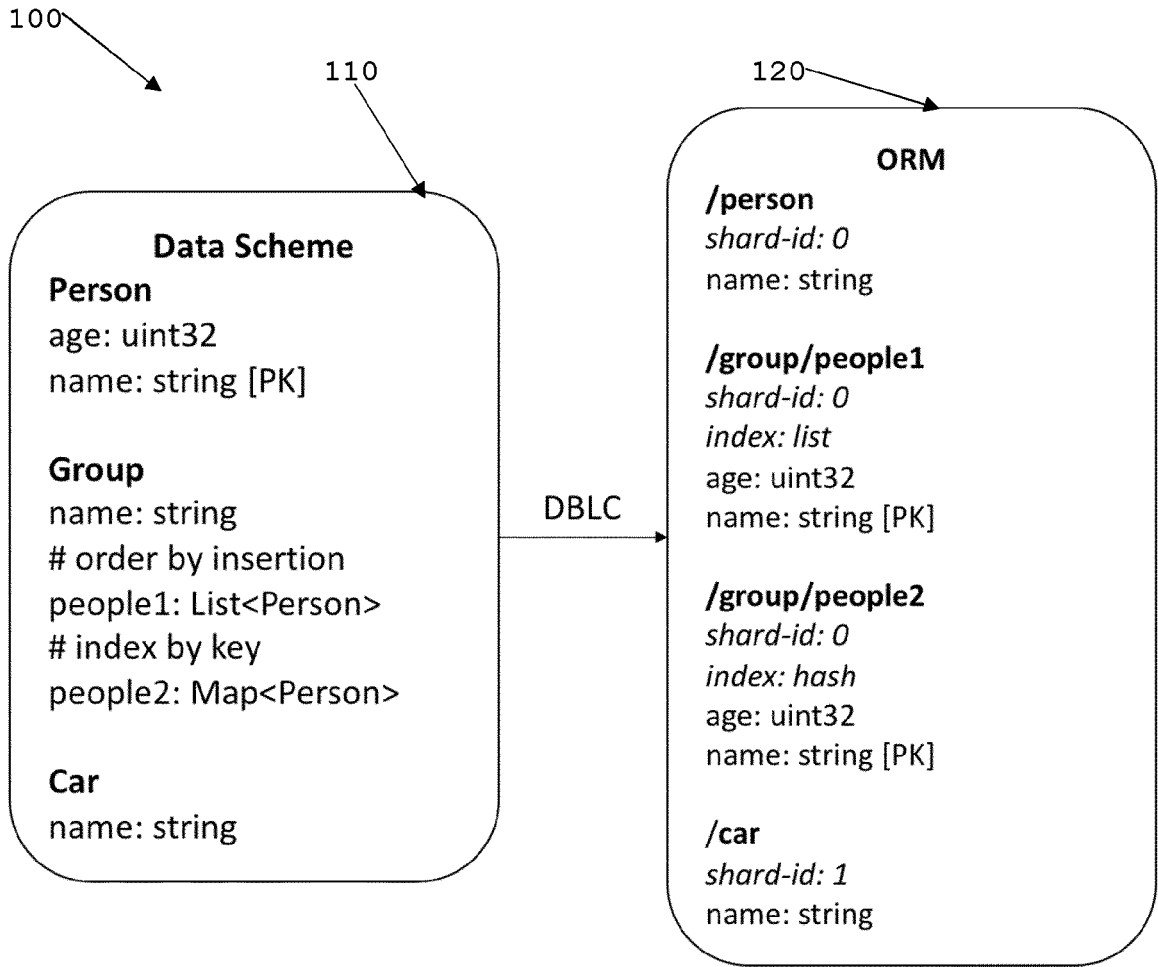 100
110
120
Data Scheme
Person
age: uint32
name: string [PK]
Group
name: string
# order by insertion
people1: List<Person>
# index by key
people2: Map<Person>
Car
name: string
DBLC
ORM
/person
shard-id: 0
name: string
/group/people1
shard-id: 0
index: list
age: uint32
name: string [PK]
/group/people2
shard-id: 0
index: hash
age: uint32
name: string [PK]
/car
shard-id: 1
name: string